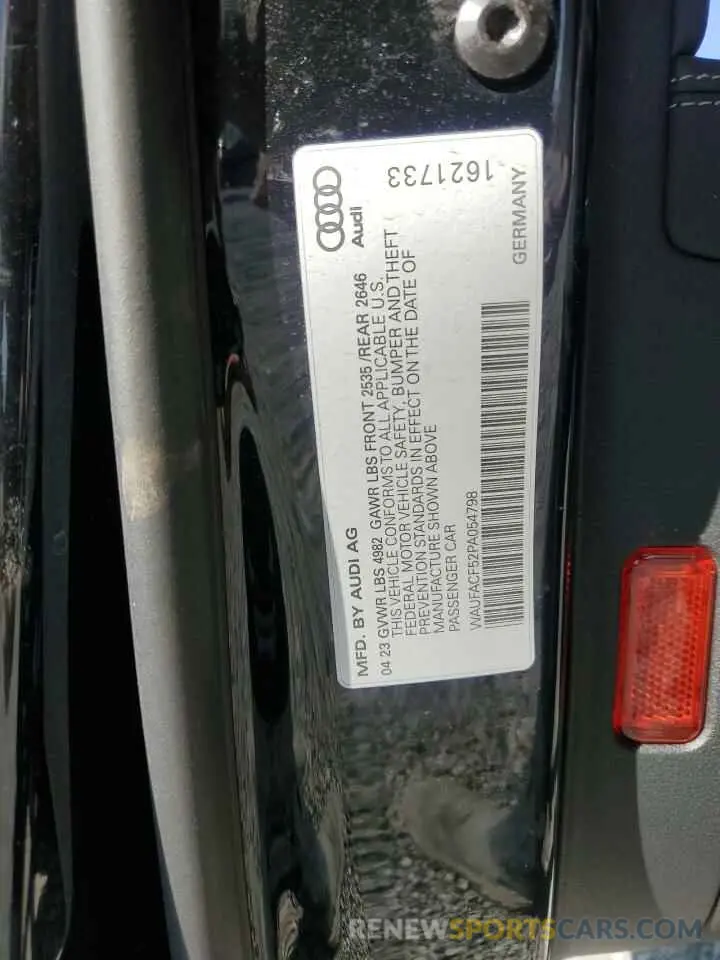 Audi
1621733
MFD. BY AUDI AG
GERMANY
04 23 GVWR LBS 4982 GAWR LBS FRONT 2535 /REAR 2646
THIS VEHICLE CONFORMS TO ALL APPLICABLE U.S.
FEDERAL MOTOR VEHICLE SAFETY, BUMPER AND THEFT
PREVENTION STANDARDS IN EFFECT ON THE DATE OF
MANUFACTURE SHOWN ABOVE
PASSENGER CAR
WAUFACF52PA054798
RENEWSPORTSCARS.COM